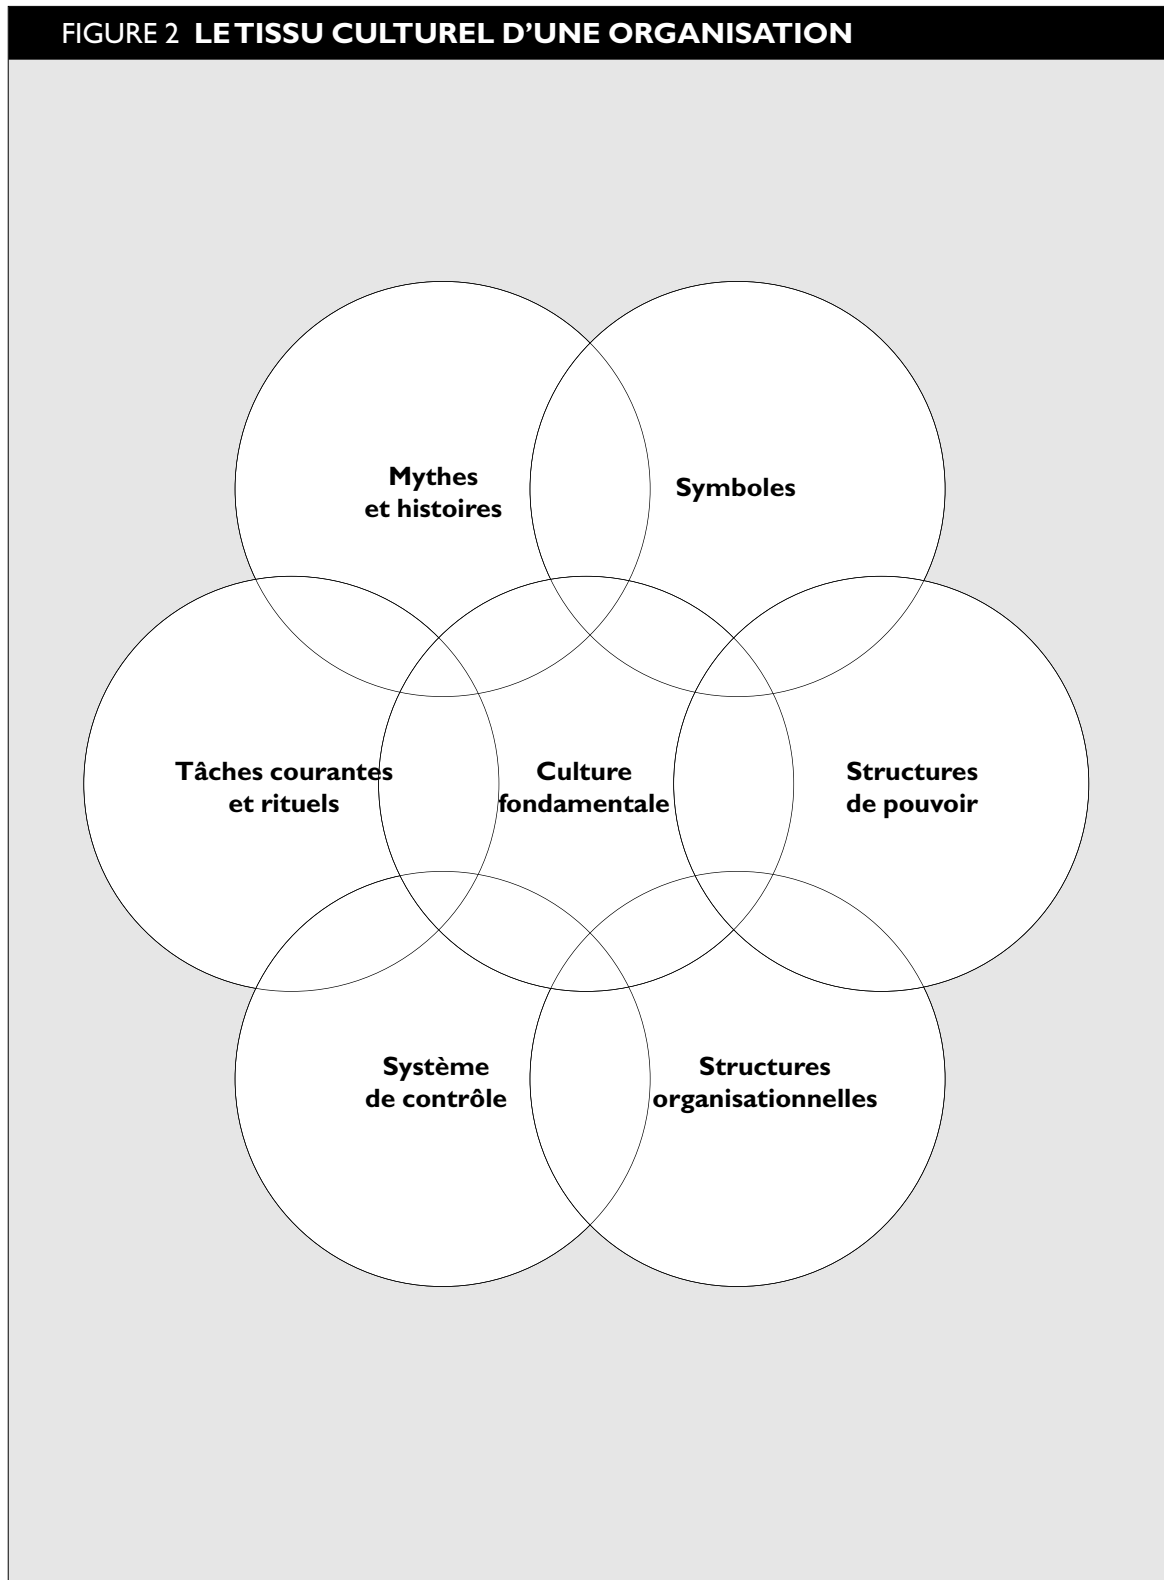 FIGURE 2 LE TISSU CULTUREL D'UNE ORGANISATION
Mythes
et histoires
Symboles
Tâches courantes
et rituels
Culture
fondamentale
Structures
de pouvoir
Système
de contrôle
Structures
organisationnelles